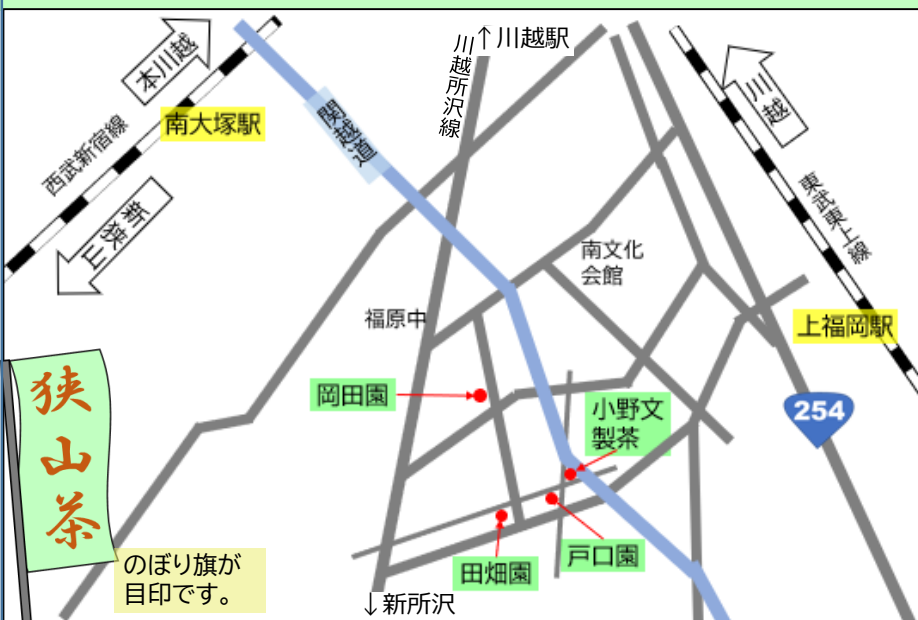 本川越
南大塚駅
西武新宿線
新狭山
関越道
↑川越駅
川越所沢線
川越
東武東上線
南文化
会館
福原中
上福岡駅
254
岡田園
小野文
製茶
戸口園
田畑園
↓新所沢
狭山茶
のぼり旗が
目印です。